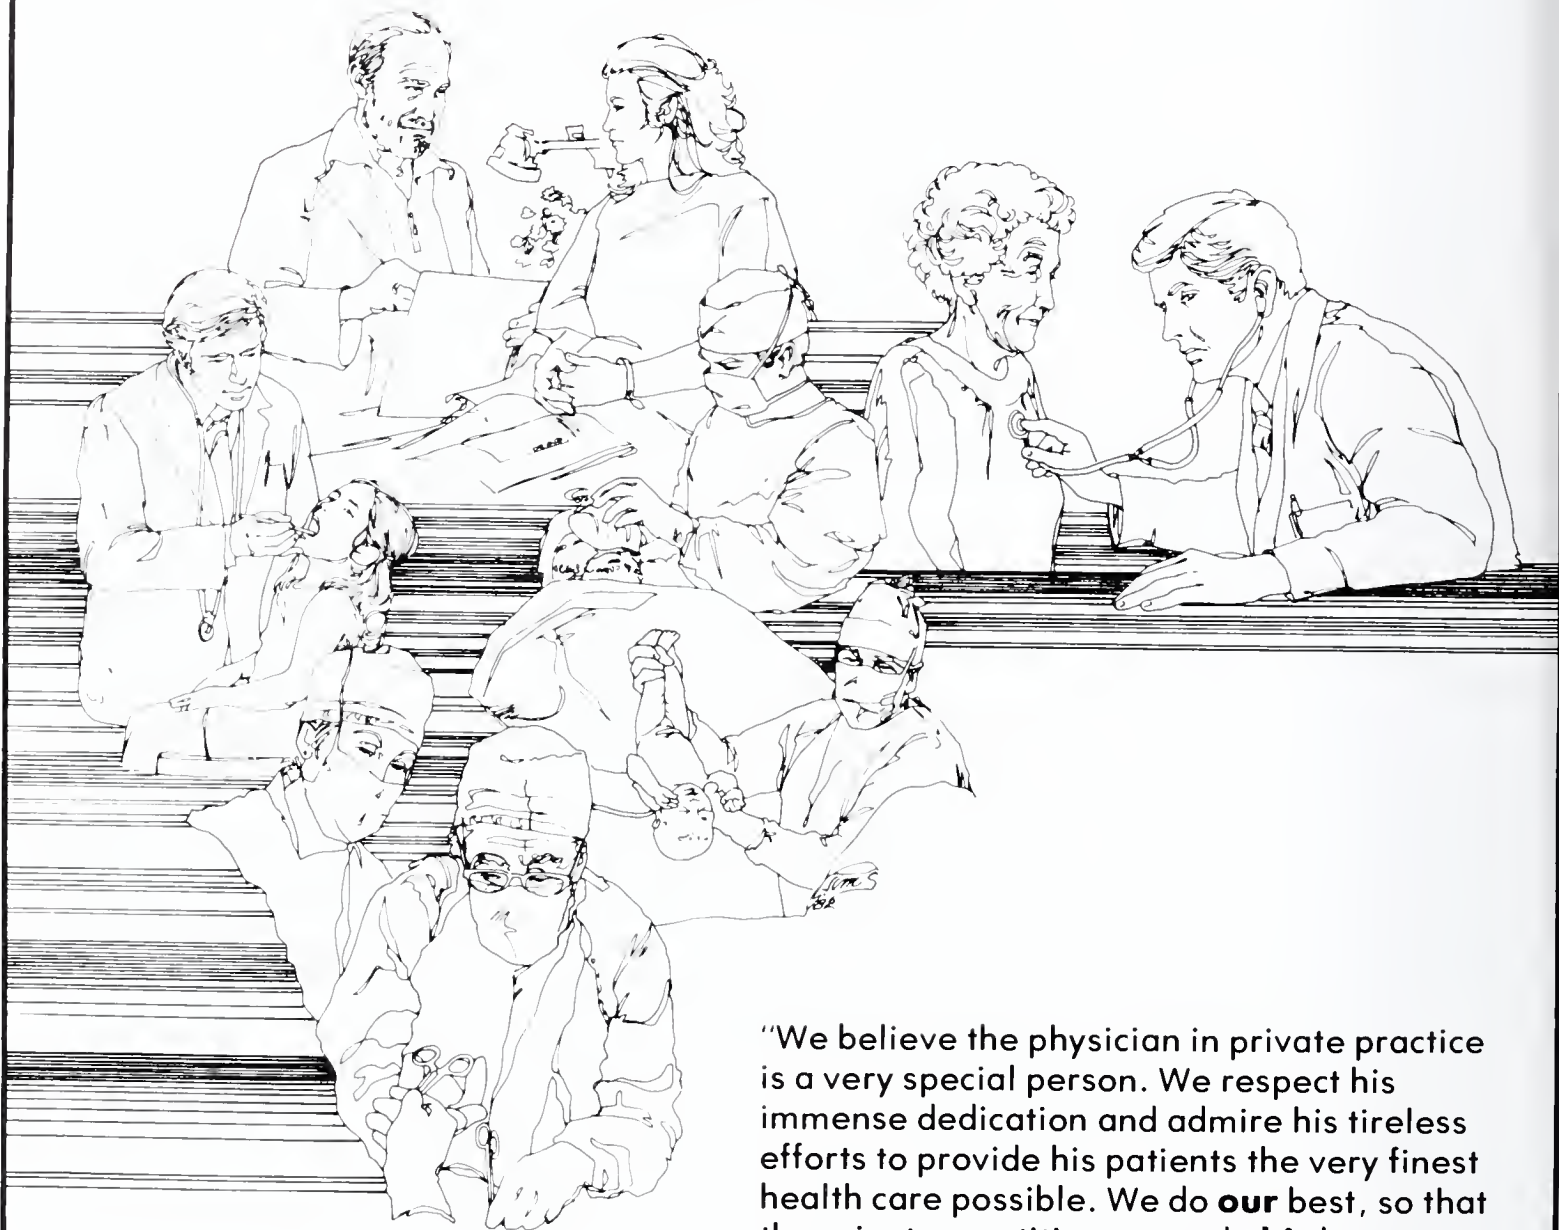 "We believe the physician in private practice
is a very special person. We respect his
immense dedication and admire his tireless
efforts to provide his patients the very finest
health care possible. We do our best, so that